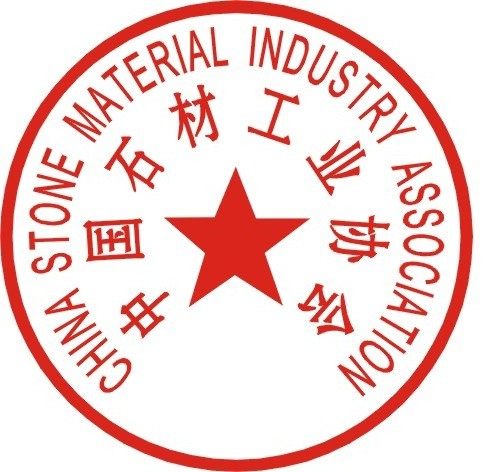 CHINA STONE MATERIAL INDUSTRY ASSOCIATION
中国石材工业协会